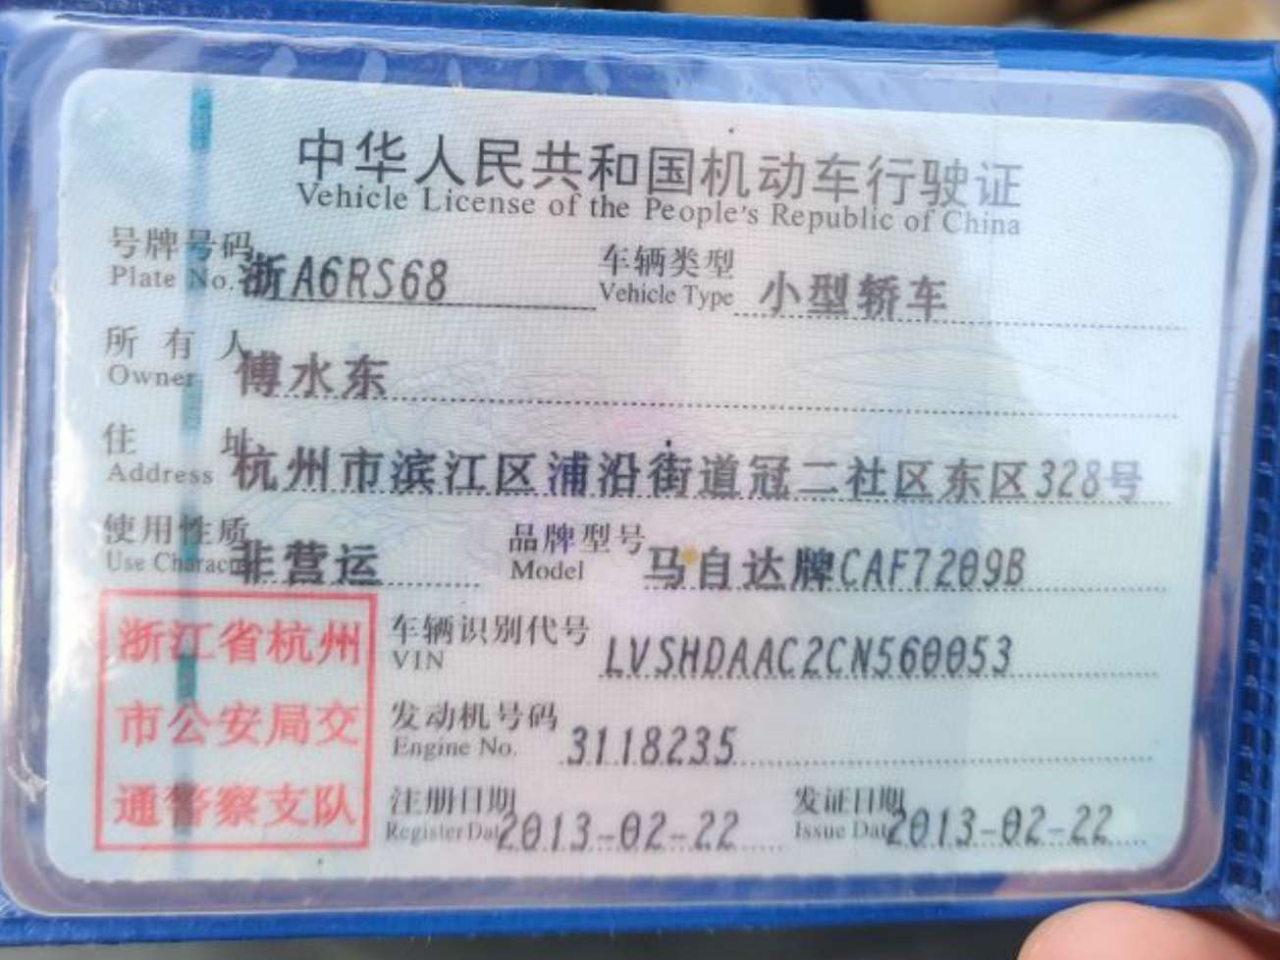 中华人民共和国机动车行驶证
Vehicle License of the People's Republic of China
号牌号码 浙A6RS68 车辆类型 小型轿车
Plate No. Vehicle Type
所有人 傅水东
Owner
住址 杭州市滨江区浦沿街道冠二社区东区328号
Address
使用性质 非营运 品牌型号 马自达牌CAF7209B
Use Charac Model
浙江省杭州
市公安局交
通警察支队
车辆识别代号 LVSHDAAC2CN560053
VIN
发动机号码 3118235
Engine No.
注册日期 2013-02-22 发证日期 2013-02-22
Register Dat Issue Dat